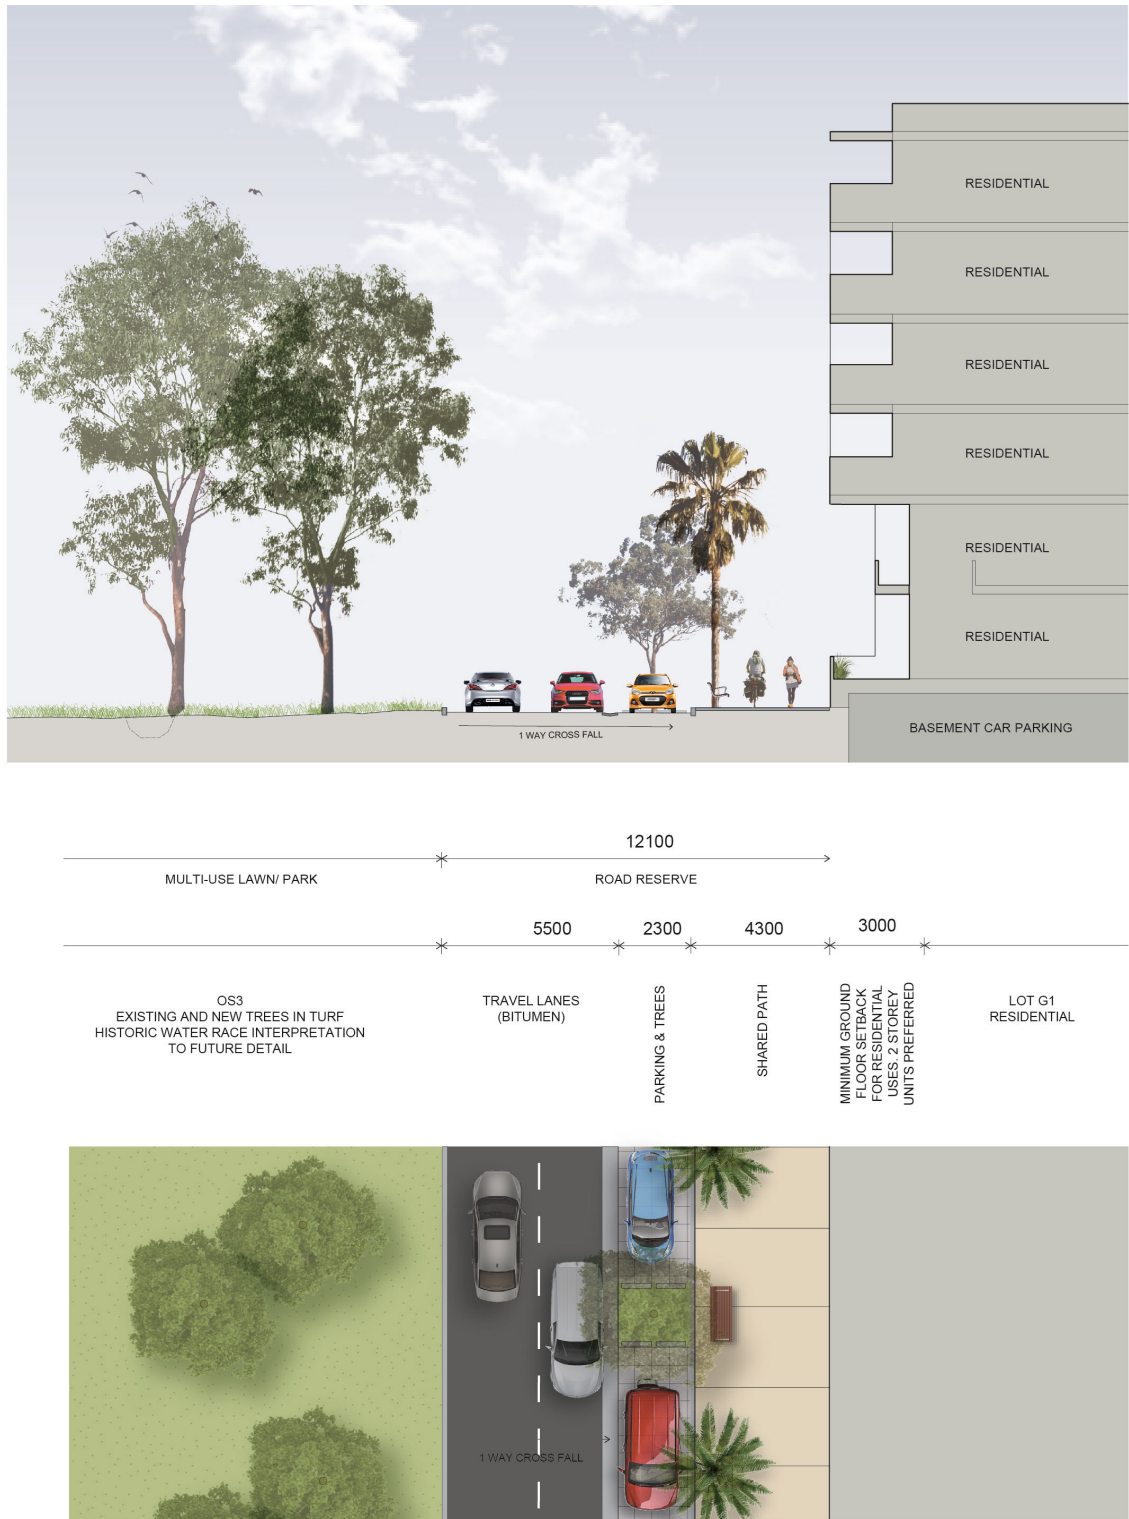 RESIDENTIAL
RESIDENTIAL
RESIDENTIAL
RESIDENTIAL
RESIDENTIAL
RESIDENTIAL
BASEMENT CAR PARKING
1 WAY CROSS FALL
12100
MULTI-USE LAWN/ PARK
ROAD RESERVE
5500
2300
4300
3000
OS3
EXISTING AND NEW TREES IN TURF
HISTORIC WATER RACE INTERPRETATION
TO FUTURE DETAIL
TRAVEL LANES
(BITUMEN)
PARKING & TREES
SHARED PATH
MINIMUM GROUND
FLOOR SETBACK
FOR RESIDENTIAL
USES. 2 STOREY
UNITS PREFERRED
LOT G1
RESIDENTIAL
1 WAY CROSS FALL